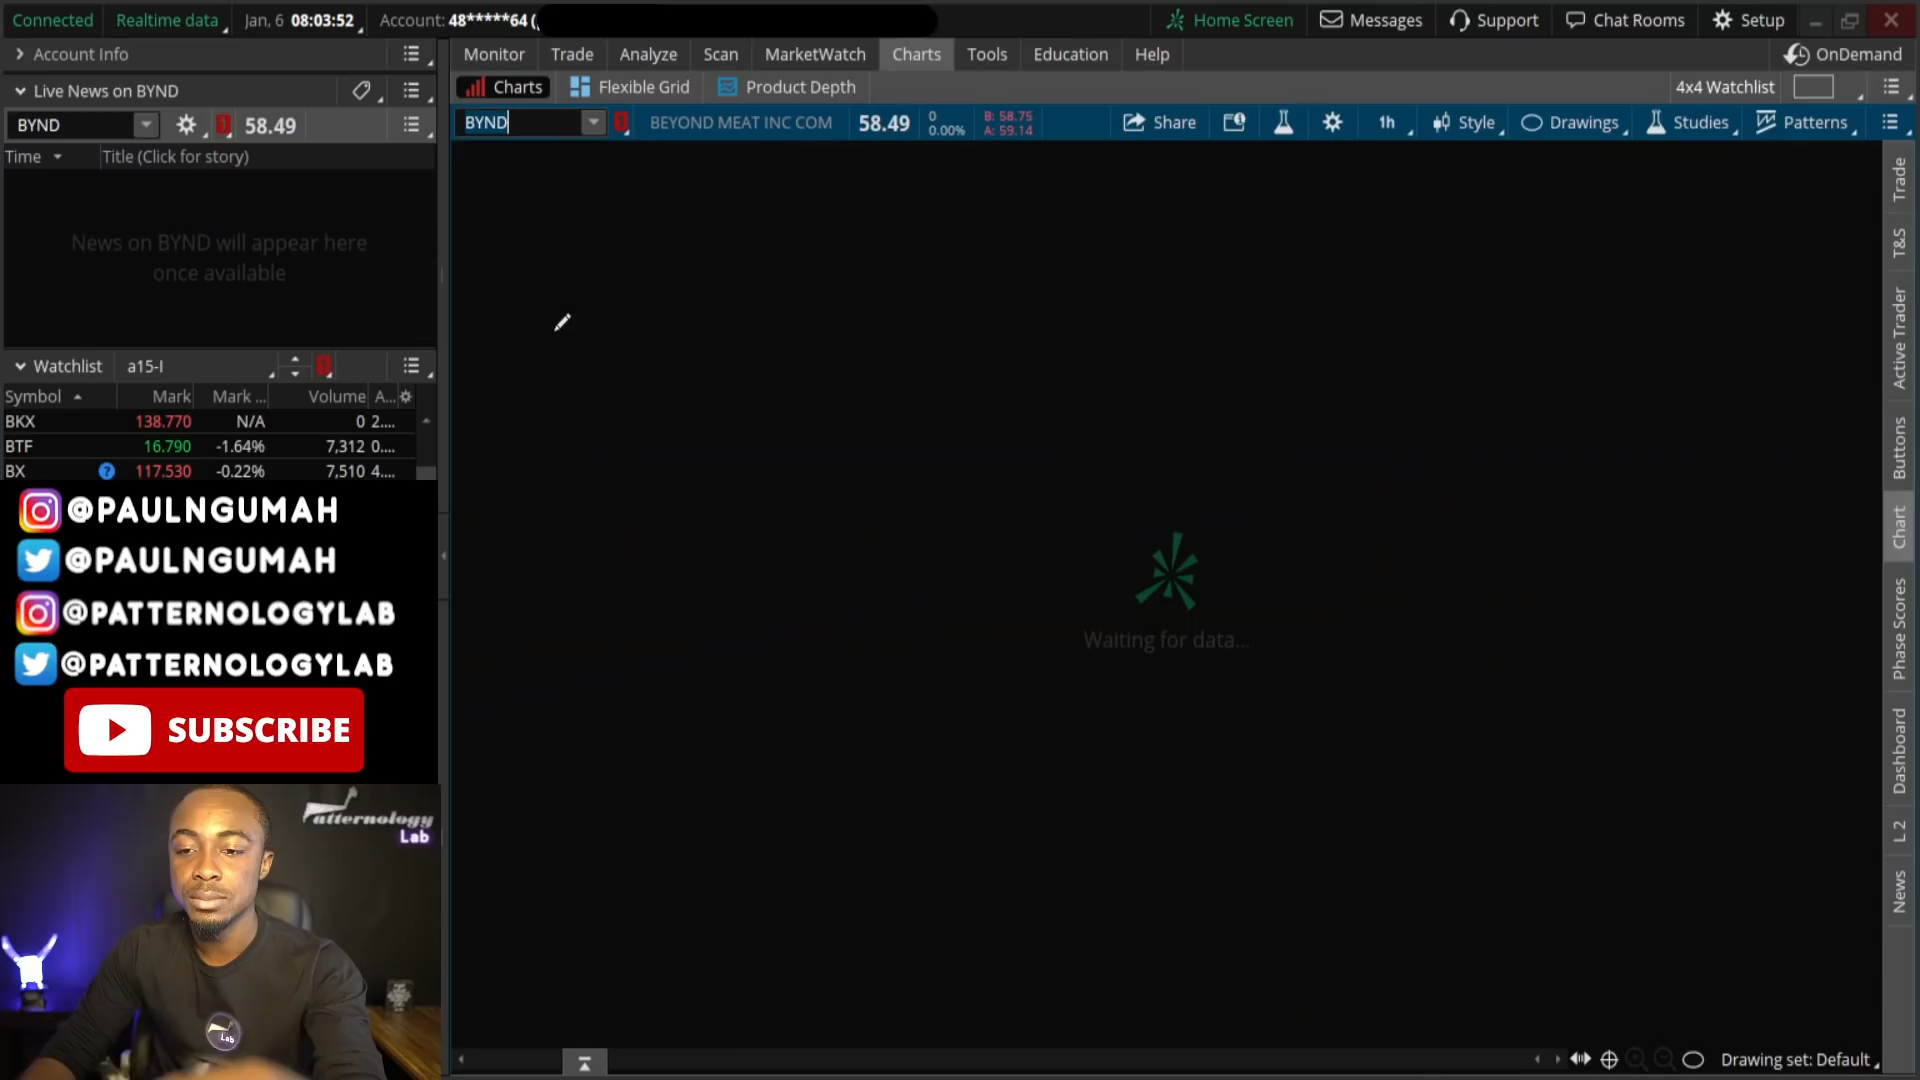 Connected Realtime data Jan, 6 08:03:52 Account: 48*****64 ( Home Screen Messages Support Chat Rooms Setup
Account Info
Monitor Trade Analyze Scan MarketWatch Charts Tools Education Help OnDemand
Live News on BYND
Charts Flexible Grid Product Depth 4x4 Watchlist
BYND 58.49
BYND BEYOND MEAT INC COM 58.49 0 0.00% B: 58.75 A: 59.14 Share 1h Style Drawings Studies Patterns
Time Title (Click for story)
News on BYND will appear here
once available
Watchlist a15-I
Symbol Mark Mark ... Volume A...
BKX 138.770 N/A 0 2....
BTF 16.790 -1.64% 7,312 0....
BX ? 117.530 -0.22% 7,510 4....
@PAULNGUMAH
@PAULNGUMAH
@PATTERNOLOGYLAB
@PATTERNOLOGYLAB
SUBSCRIBE
Patternology
Lab
Lab
Waiting for data...
Trade
T&S
Active Trader
Buttons
Chart
Phase Scores
Dashboard
L 2
News
Drawing set: Default